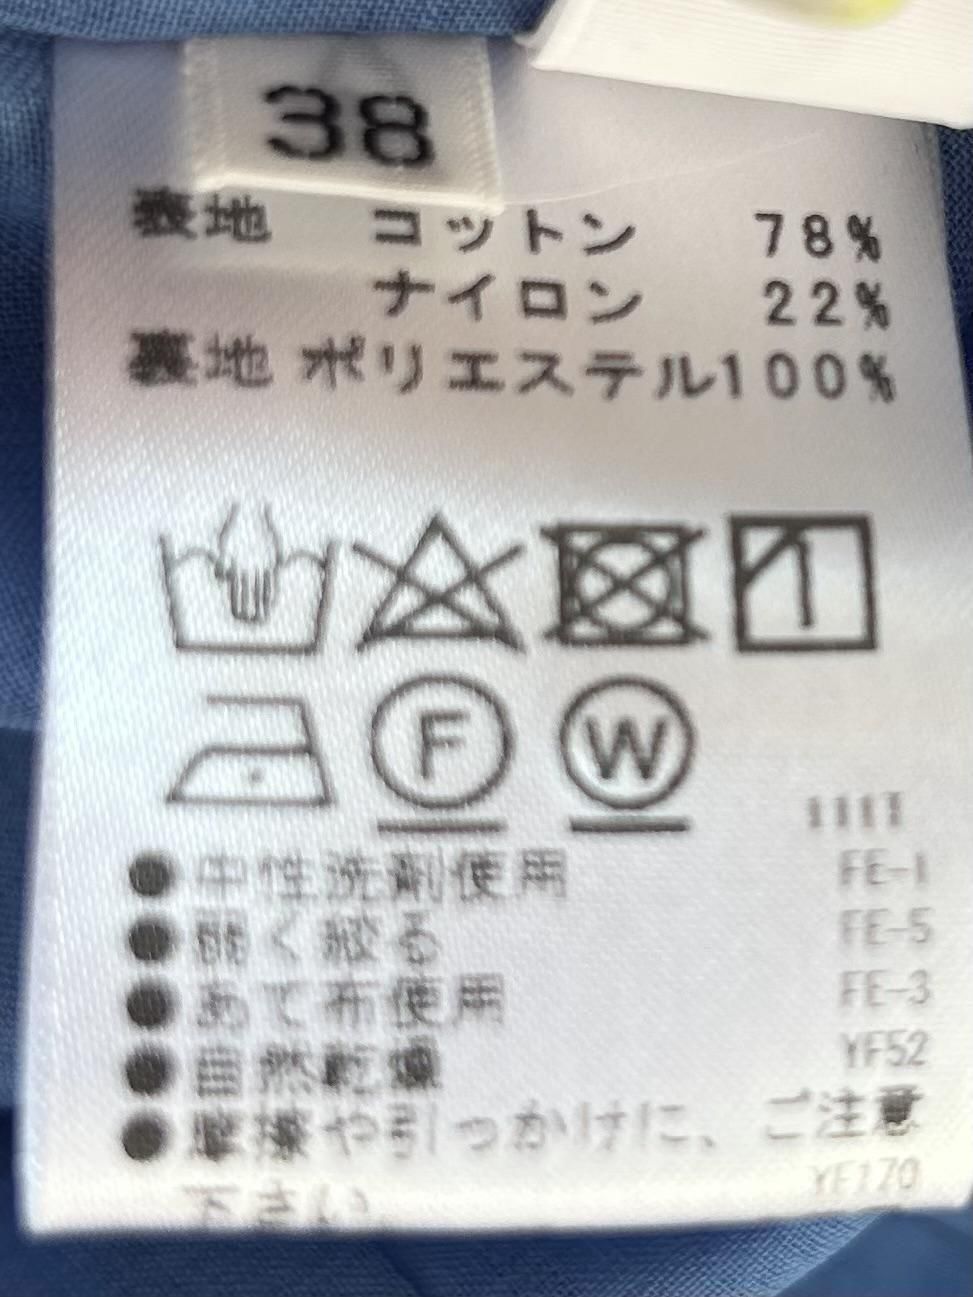 38
表地 コットン 78%
ナイロン 22%
裏地 ポリエステル100%
F W
●中性洗剤使用 FE-1
●弱く絞る FE-5
●あて布使用 FE-3
●自然乾燥 YF52
●摩擦や引っかけに、ご注意
下さい。 YF170